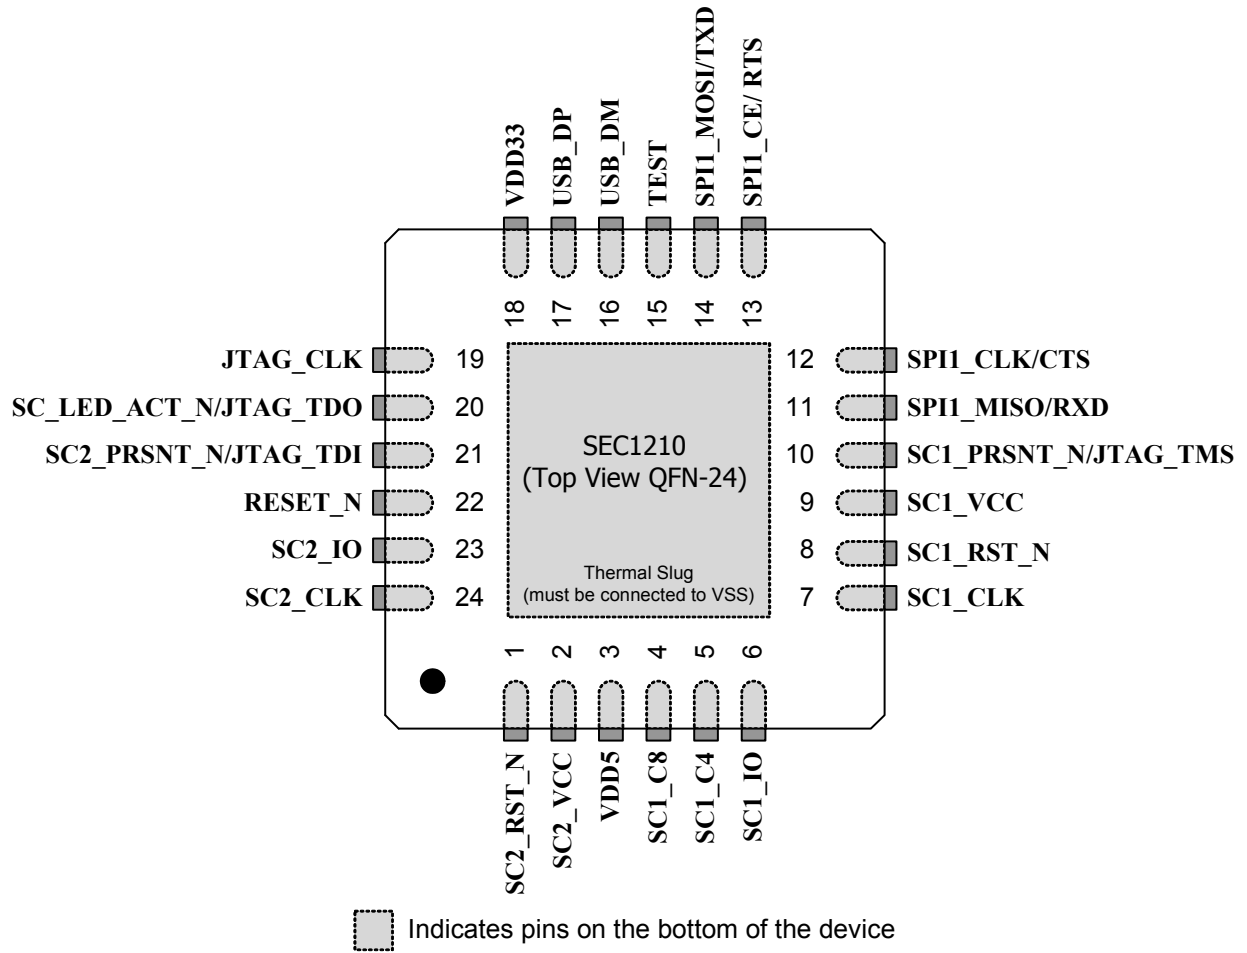 VDD33
USB_DP
USB_DM
TEST
SPI1_MOSI/TXD
SPI1_CE/ RTS
18
17
16
15
14
13
JTAG_CLK 19
SC_LED_ACT_N/JTAG_TDO 20
SC2_PRSNT_N/JTAG_TDI 21
RESET_N 22
SC2_IO 23
SC2_CLK 24
SEC1210
(Top View QFN-24)
Thermal Slug
(must be connected to VSS)
12 SPI1_CLK/CTS
11 SPI1_MISO/RXD
10 SC1_PRSNT_N/JTAG_TMS
9 SC1_VCC
8 SC1_RST_N
7 SC1_CLK
1
2
3
4
5
6
SC2_RST_N
SC2_VCC
VDD5
SC1_C8
SC1_C4
SC1_IO
Indicates pins on the bottom of the device